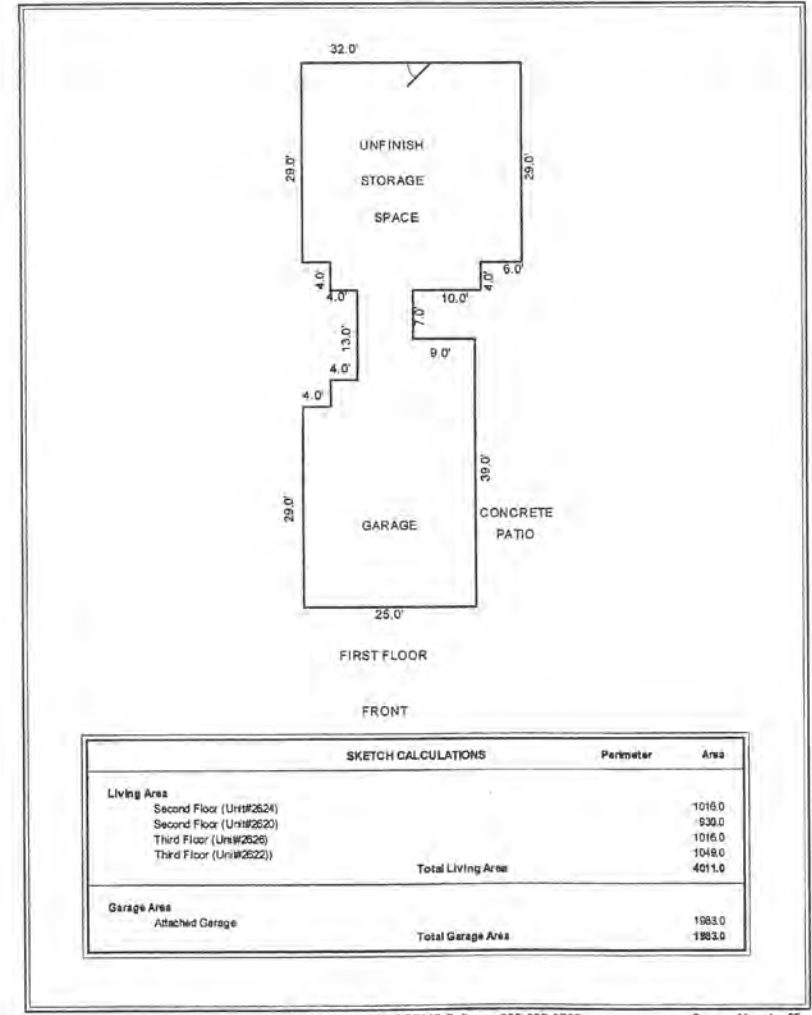 32.0'
UNFINISH
STORAGE
SPACE
29.0'
29.0'
6.0'
4.0'
4.0'
4.0'
10.0'
7.0'
13.0'
9.0'
4.0'
4.0'
29.0'
39.0'
GARAGE
CONCRETE
PATIO
25.0'
FIRST FLOOR
FRONT
SKETCH CALCULATIONS Perimeter Area
Living Area
Second Floor (Unit#2624) 1016.0
Second Floor (Unit#2620) 930.0
Third Floor (Unit#2626) 1016.0
Third Floor (Unit#2622)) 1049.0
Total Living Area 4011.0
Garage Area
Attached Garage 1983.0
Total Garage Area